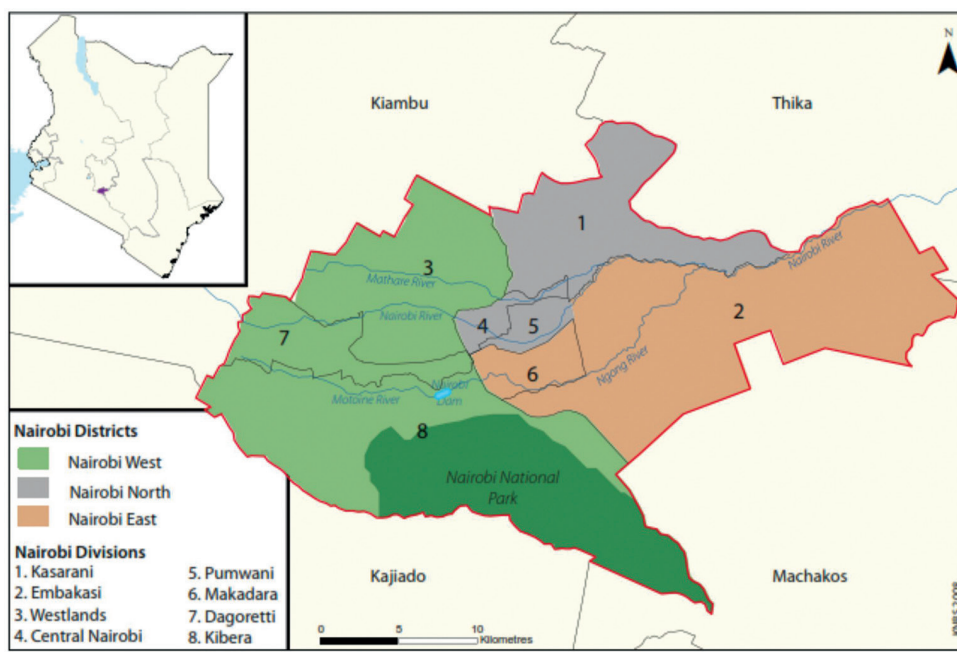 N
Kiambu
Thika
1
Nairobi River
3
Mathare River
2
Nairobi River
4
5
7
6
Ngong River
Nairobi
Dam
Motoine River
8
Nairobi National
Park
Nairobi Districts
Nairobi West
Nairobi North
Nairobi East
Nairobi Divisions
1. Kasarani
2. Embakasi
3. Westlands
4. Central Nairobi
5. Pumwani
6. Makadara
7. Dagoretti
8. Kibera
Kajiado
Machakos
0
5
10
Kilometres